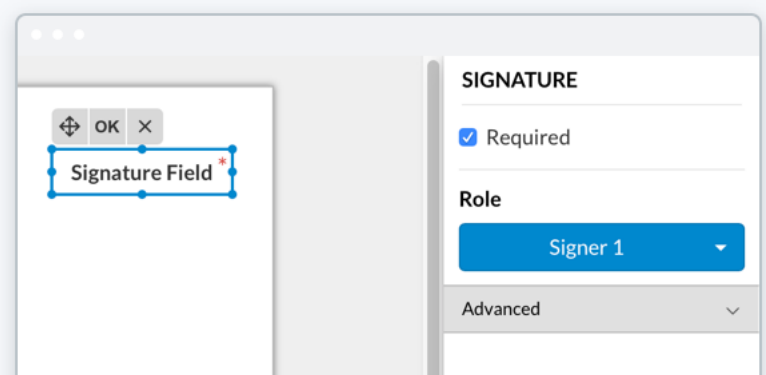 OK
Signature Field *
SIGNATURE
Required
Role
Signer 1
Advanced